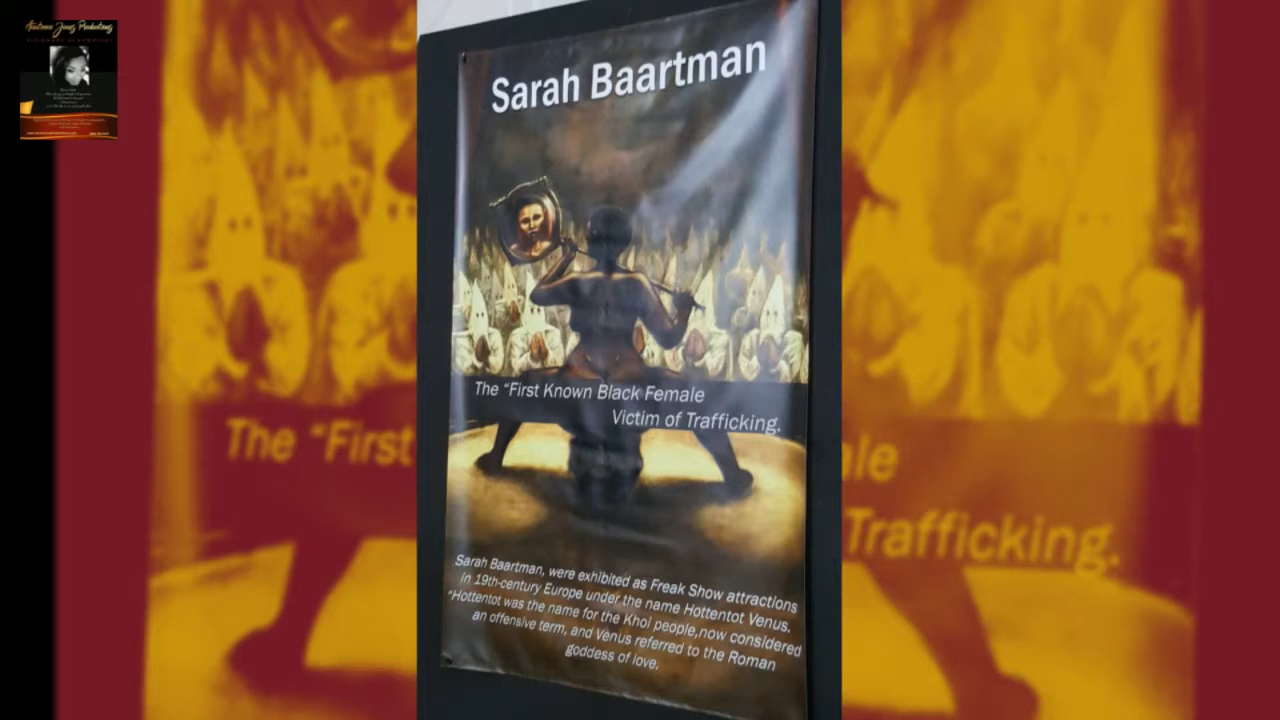 Sarah Baartman
The “First Known Black Female
Victim of Trafficking.
Sarah Baartman, were exhibited as Freak Show attractions
in 19th-century Europe under the name Hottentot Venus.
"Hottentot was the name for the Khoi people,now considered
an offensive term, and Venus referred to the Roman
goddess of love.
The “First
ale
Trafficking.